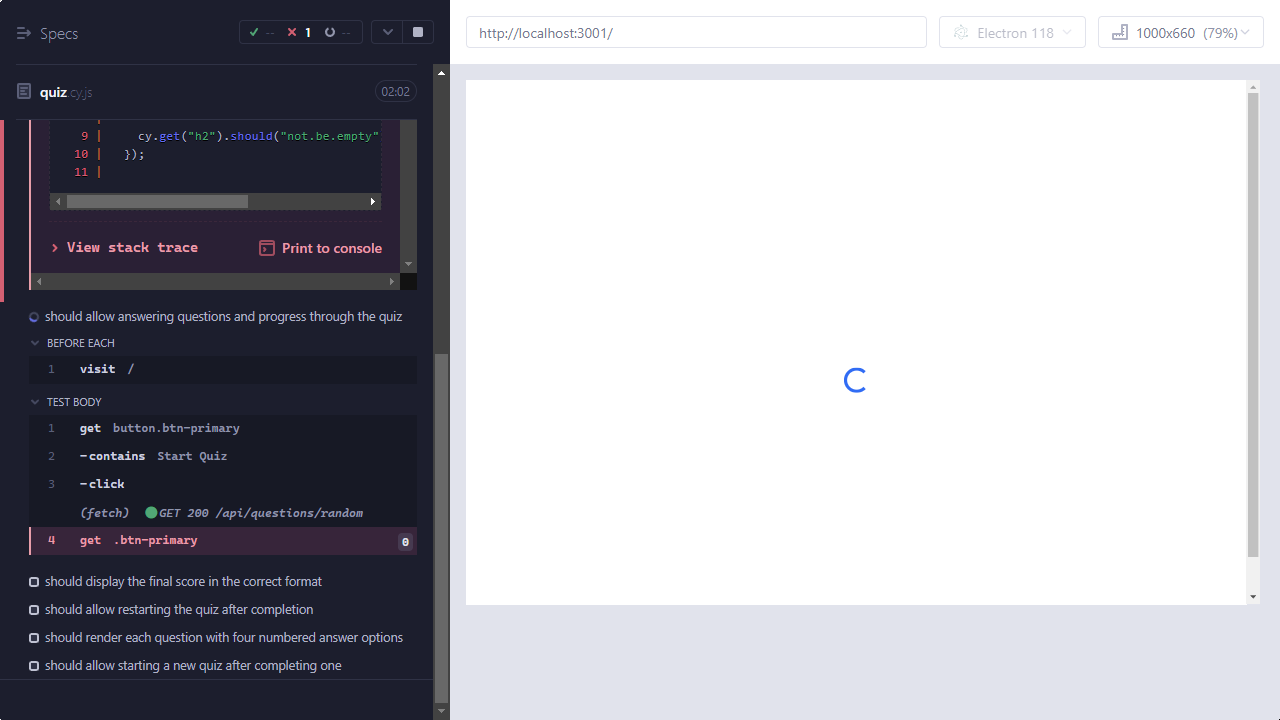 Specs
-- 1 --
quiz.cy.js
02:02
9 | cy.get("h2").should("not.be.empty"
10 | });
11 |
View stack trace
Print to console
should allow answering questions and progress through the quiz
BEFORE EACH
1 visit /
TEST BODY
1 get button.btn-primary
2 -contains Start Quiz
3 -click
(fetch) GET 200 /api/questions/random
4 get .btn-primary 0
should display the final score in the correct format
should allow restarting the quiz after completion
should render each question with four numbered answer options
should allow starting a new quiz after completing one
http://localhost:3001/
Electron 118
1000x660 (79%)